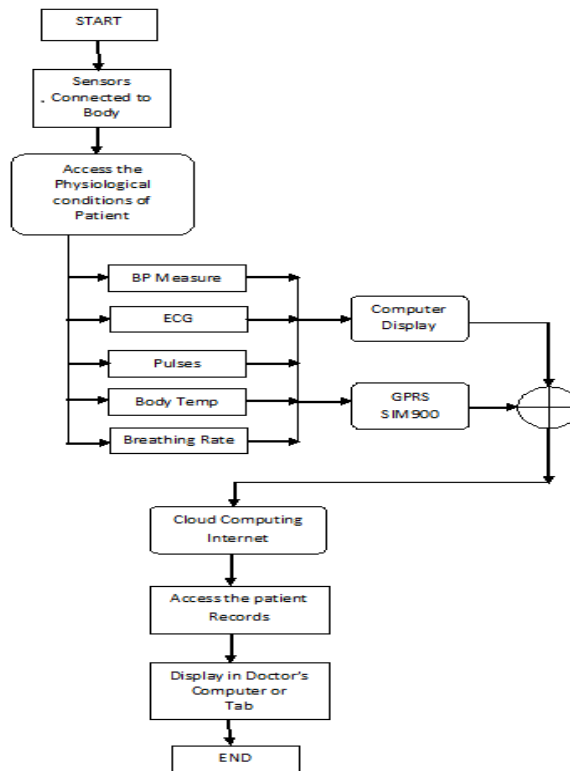 START
Sensors
. Connected to
Body
Access the
Physiological
conditions of
Patient
BP Measure
ECG
Pulses
Body Temp
Breathing Rate
Computer
Display
GPRS
SIM900
Cloud Computing
Internet
Access the patient
Records
Display in Doctor's
Computer or
Tab
END